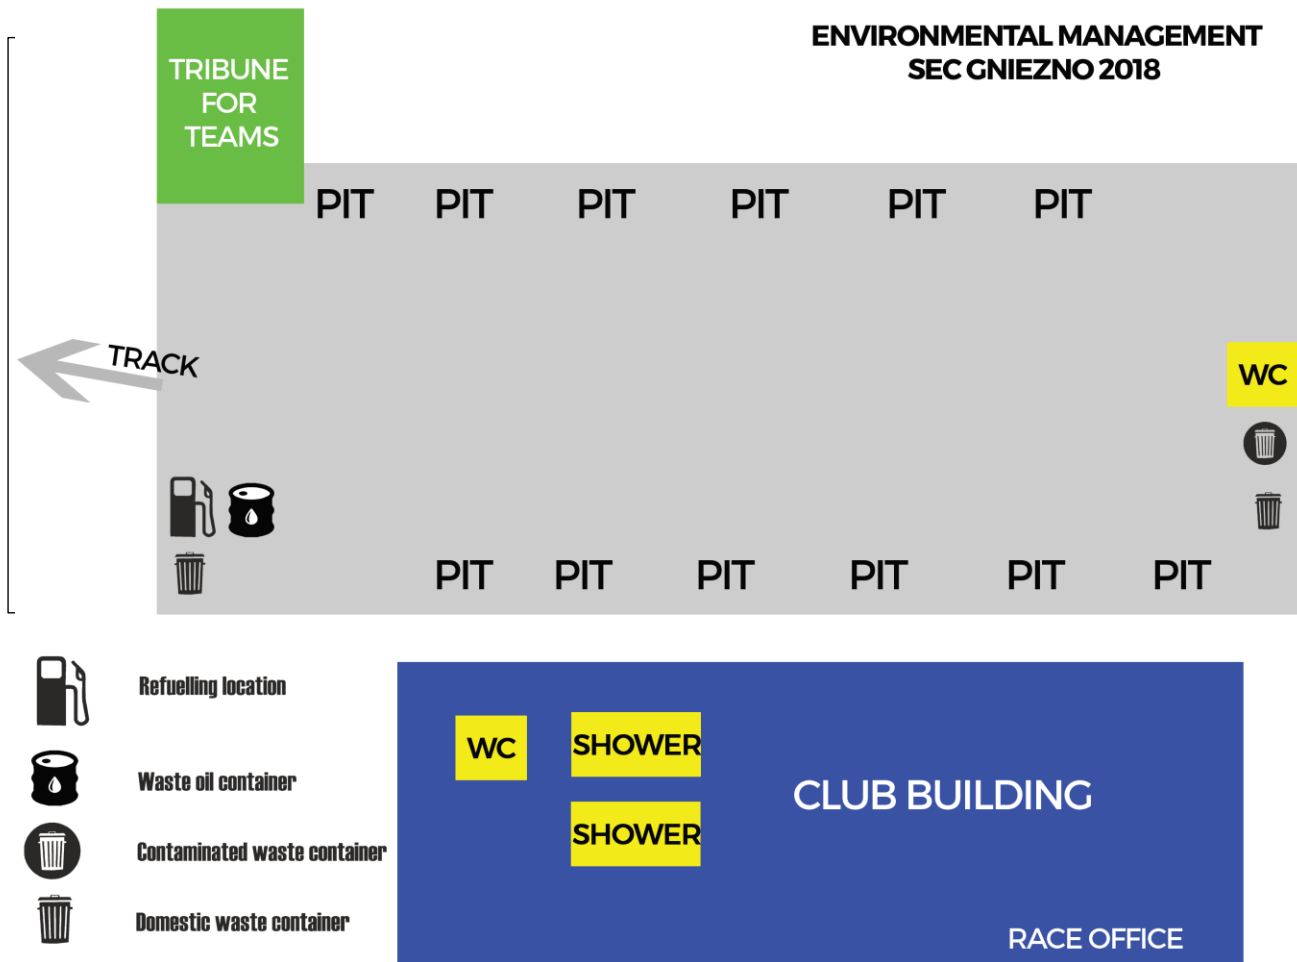 ENVIRONMENTAL MANAGEMENT
SEC GNIEZNO 2018
TRIBUNE
FOR
TEAMS
PIT PIT PIT PIT PIT PIT
TRACK
WC
PIT PIT PIT PIT PIT PIT
Refuelling location
Waste oil container
Contaminated waste container
Domestic waste container
WC
SHOWER
SHOWER
CLUB BUILDING
RACE OFFICE